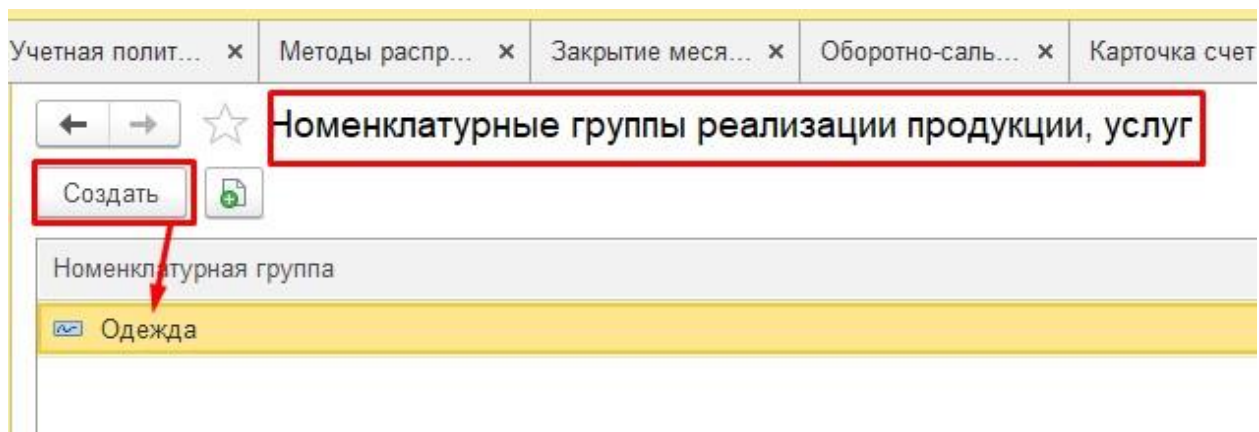 Учетная полит... × Методы распр... × Закрытие меся... × Оборотно-саль... × Карточка счет
Номенклатурные группы реализации продукции, услуг
Создать
Номенклатурная группа
Одежда